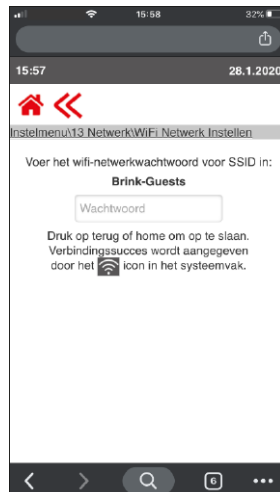 15:58
32%
15:57
28.1.2020
Instelmenu\13 Netwerk\WiFi Netwerk Instellen
Voer het wifi-netwerkwachtwoord voor SSID in:
Brink-Guests
Wachtwoord
Druk op terug of home om op te slaan.
Verbindingssucces wordt aangegeven
door het icon in het systeemvak.
6